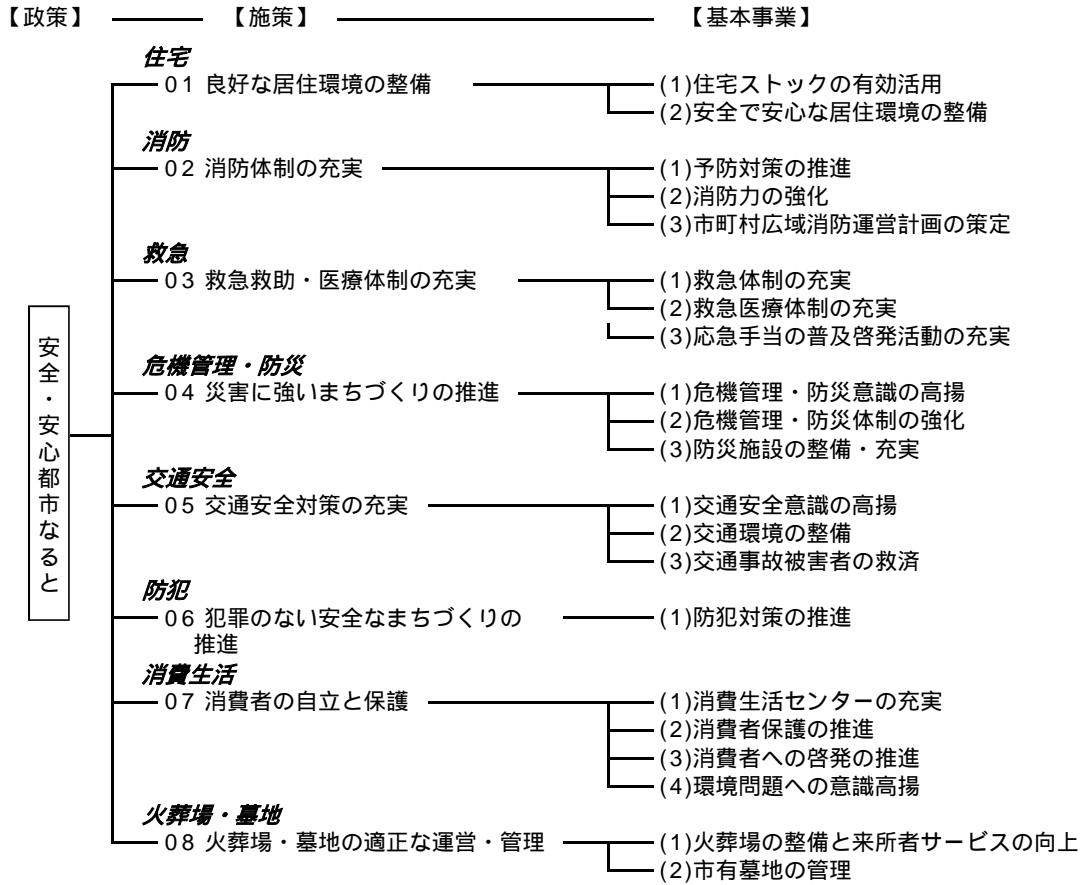 【政策】 【施策】 【基本事業】
住宅
01 良好な居住環境の整備
(1)住宅ストックの有効活用
(2)安全で安心な居住環境の整備
消防
02 消防体制の充実
(1)予防対策の推進
(2)消防力の強化
(3)市町村広域消防運営計画の策定
救急
03 救急救助・医療体制の充実
(1)救急体制の充実
(2)救急医療体制の充実
(3)応急手当の普及啓発活動の充実
安全・安心都市なると
危機管理・防災
04 災害に強いまちづくりの推進
(1)危機管理・防災意識の高揚
(2)危機管理・防災体制の強化
(3)防災施設の整備・充実
交通安全
05 交通安全対策の充実
(1)交通安全意識の高揚
(2)交通環境の整備
(3)交通事故被害者の救済
防犯
06 犯罪のない安全なまちづくりの
推進
(1)防犯対策の推進
消費生活
07 消費者の自立と保護
(1)消費生活センターの充実
(2)消費者保護の推進
(3)消費者への啓発の推進
(4)環境問題への意識高揚
火葬場・墓地
08 火葬場・墓地の適正な運営・管理
(1)火葬場の整備と来所者サービスの向上
(2)市有墓地の管理